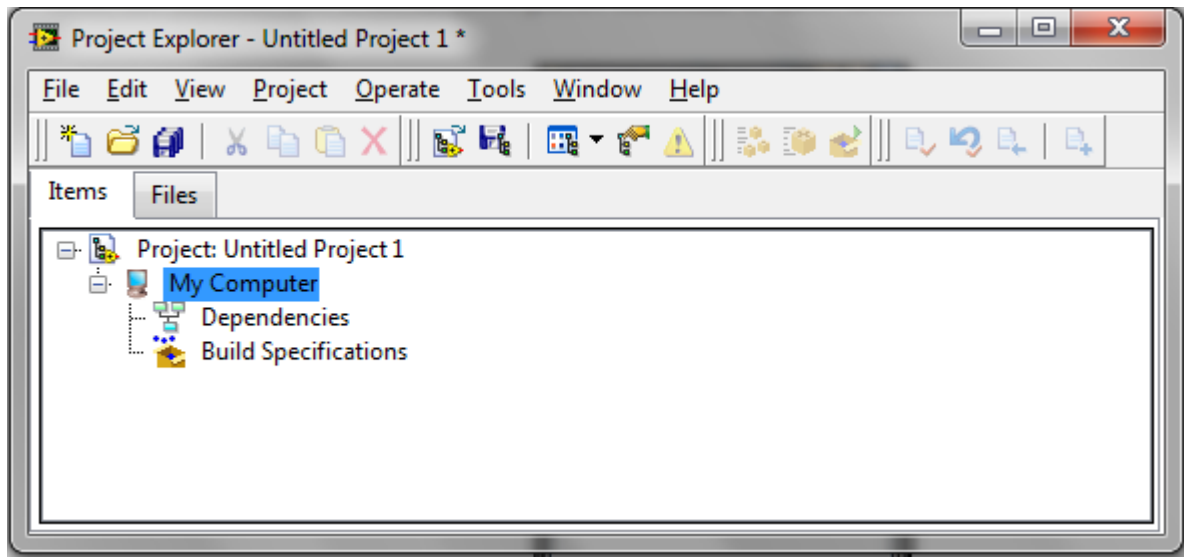 Project Explorer - Untitled Project 1 *
File Edit View Project Operate Tools Window Help
Items Files
Project: Untitled Project 1
My Computer
Dependencies
Build Specifications